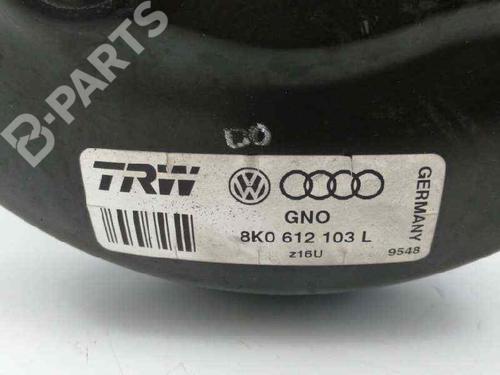 B-PARTS
DO
TRW
GNO
8K0 612 103 L
z16U
GERMANY
9548